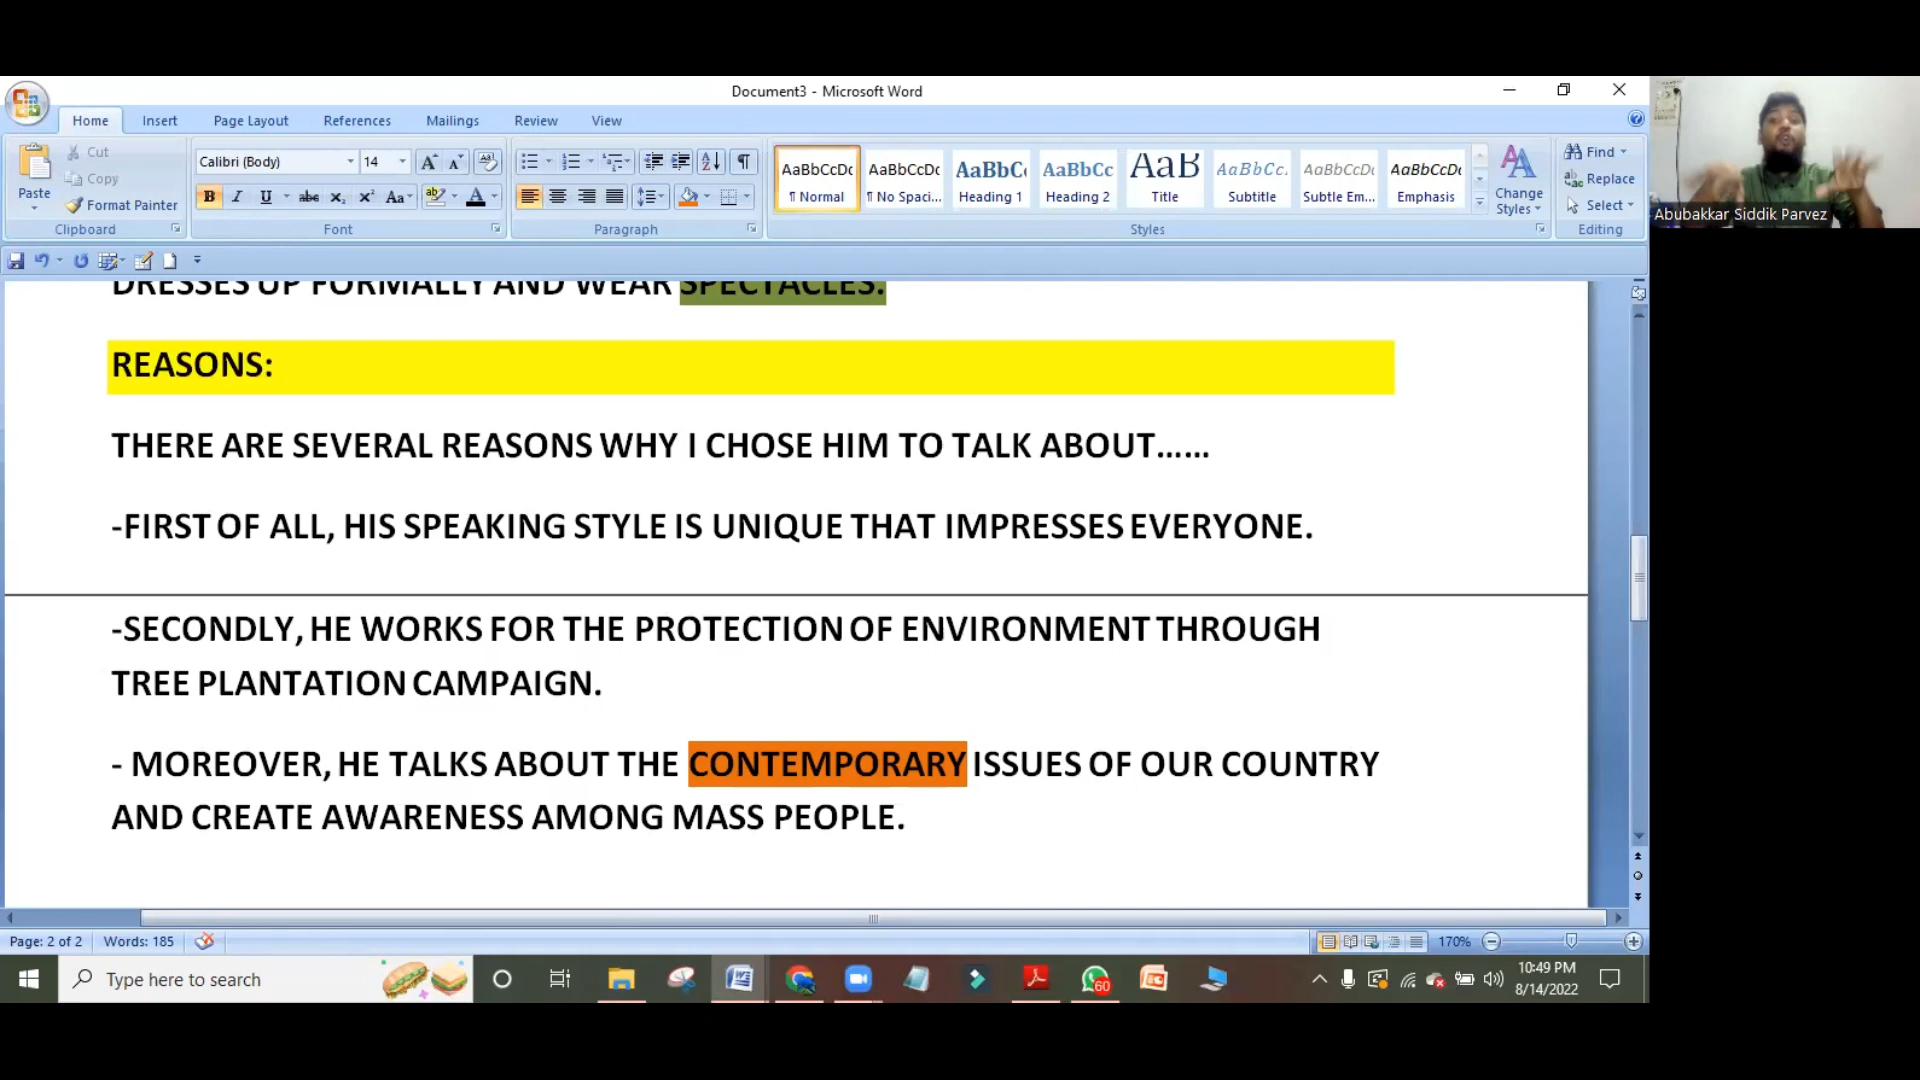 Document3 - Microsoft Word
Home Insert Page Layout References Mailings Review View
Paste
Cut
Copy
Format Painter
Clipboard
Calibri (Body) 14
Font
Paragraph
AaBbCcDc AaBbCcDc AaBbC AaBbCc AaB AaBbCc. AaBbCcDc AaBbCcDc
¶ Normal ¶ No Spaci... Heading 1 Heading 2 Title Subtitle Subtle Em... Emphasis
Change Styles
Styles
Find
Replace
Select
Editing
Abubakkar Siddik Parvez
DRESSES UP FORMALLY AND WEAR SPECTACLES.
REASONS:
THERE ARE SEVERAL REASONS WHY I CHOSE HIM TO TALK ABOUT……
-FIRST OF ALL, HIS SPEAKING STYLE IS UNIQUE THAT IMPRESSES EVERYONE.
-SECONDLY, HE WORKS FOR THE PROTECTION OF ENVIRONMENT THROUGH
TREE PLANTATION CAMPAIGN.
- MOREOVER, HE TALKS ABOUT THE CONTEMPORARY ISSUES OF OUR COUNTRY
AND CREATE AWARENESS AMONG MASS PEOPLE.
Page: 2 of 2 Words: 185 170%
Type here to search
60
10:49 PM
8/14/2022